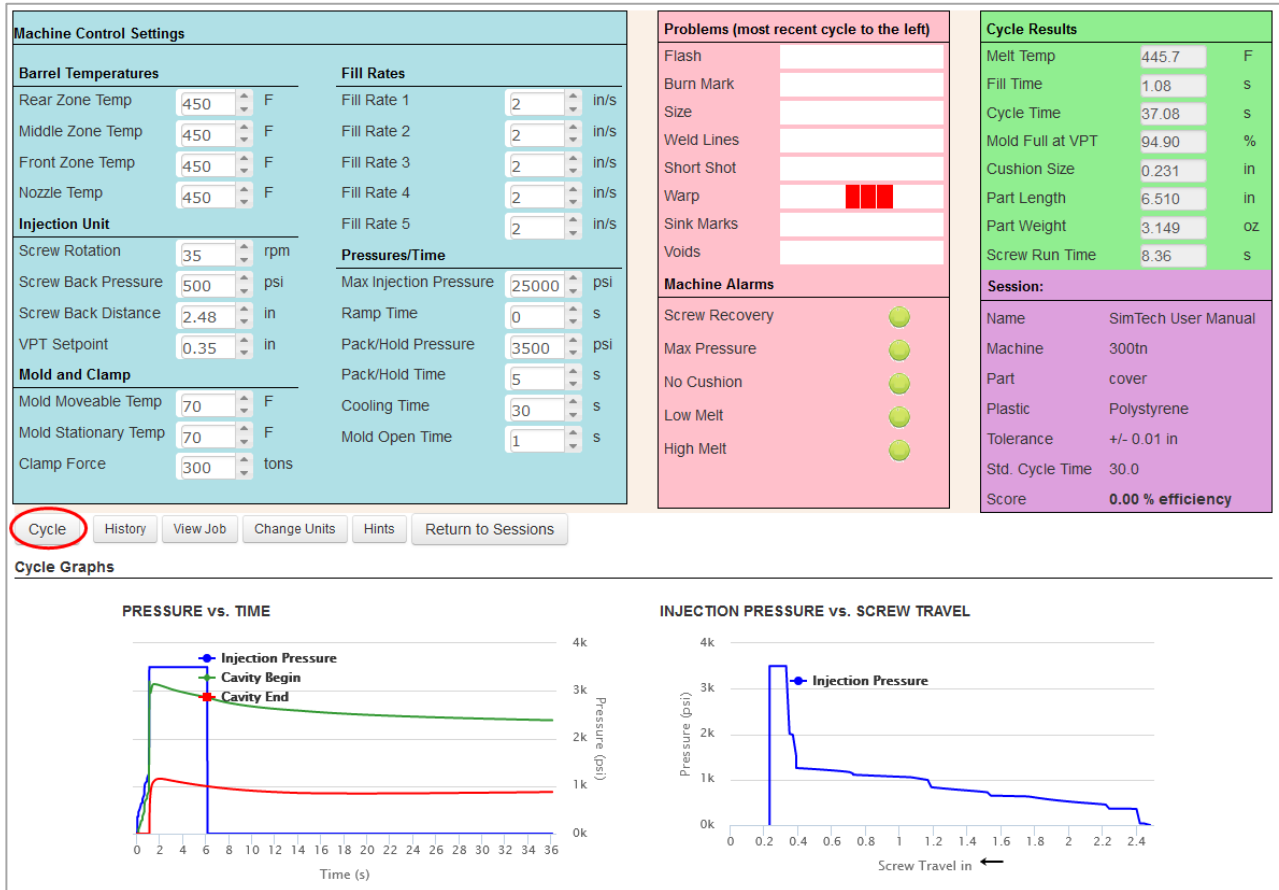 Machine Control Settings
Barrel Temperatures
Rear Zone Temp 450 F
Middle Zone Temp 450 F
Front Zone Temp 450 F
Nozzle Temp 450 F
Injection Unit
Screw Rotation 35 rpm
Screw Back Pressure 500 psi
Screw Back Distance 2.48 in
VPT Setpoint 0.35 in
Mold and Clamp
Mold Moveable Temp 70 F
Mold Stationary Temp 70 F
Clamp Force 300 tons
Fill Rates
Fill Rate 1 2 in/s
Fill Rate 2 2 in/s
Fill Rate 3 2 in/s
Fill Rate 4 2 in/s
Fill Rate 5 2 in/s
Pressures/Time
Max Injection Pressure 25000 psi
Ramp Time 0 s
Pack/Hold Pressure 3500 psi
Pack/Hold Time 5 s
Cooling Time 30 s
Mold Open Time 1 s
Problems (most recent cycle to the left)
Flash
Burn Mark
Size
Weld Lines
Short Shot
Warp
Sink Marks
Voids
Machine Alarms
Screw Recovery
Max Pressure
No Cushion
Low Melt
High Melt
Cycle Results
Melt Temp 445.7 F
Fill Time 1.08 s
Cycle Time 37.08 s
Mold Full at VPT 94.90 %
Cushion Size 0.231 in
Part Length 6.510 in
Part Weight 3.149 oz
Screw Run Time 8.36 s
Session:
Name SimTech User Manual
Machine 300tn
Part cover
Plastic Polystyrene
Tolerance +/- 0.01 in
Std. Cycle Time 30.0
Score 0.00 % efficiency
Cycle History View Job Change Units Hints Return to Sessions
Cycle Graphs
PRESSURE vs. TIME
Injection Pressure
Cavity Begin
Cavity End
4k
3k
2k
1k
0k
Pressure (psi)
0 2 4 6 8 10 12 14 16 18 20 22 24 26 28 30 32 34 36
Time (s)
INJECTION PRESSURE vs. SCREW TRAVEL
Injection Pressure
4k
3k
2k
1k
0k
Pressure (psi)
0 0.2 0.4 0.6 0.8 1 1.2 1.4 1.6 1.8 2 2.2 2.4
Screw Travel in ←